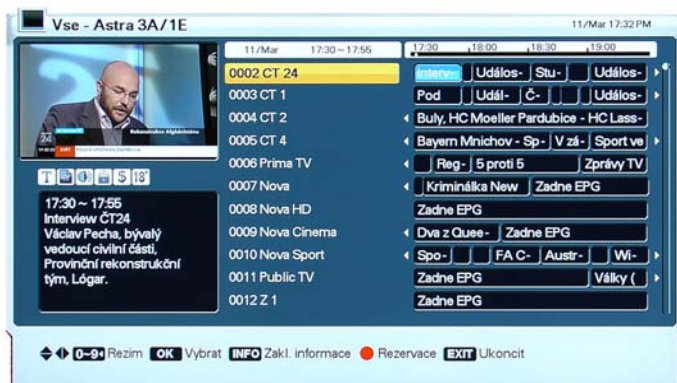 Vse - Astra 3A/1E
11/Mar 17:32 PM
11/Mar 17:30 ~ 17:55
17:30 18:00 18:30 19:00
0002 CT 24 Interv- Událos- Stu- Událos-
0003 CT 1 Pod Udál- Č- Událos-
0004 CT 2 Buly, HC Moeller Pardubice - HC Lass-
0005 CT 4 Bayern Mnichov - Sp- V zá- Sport ve
0006 Prima TV Reg- 5 proti 5 Zprávy TV
0007 Nova Kriminálka New Zadne EPG
0008 Nova HD Zadne EPG
0009 Nova Cinema Dva z Quee- Zadne EPG
0010 Nova Sport Spo- FA C- Austr- Wi-
0011 Public TV Zadne EPG Války (
0012 Z 1 Zadne EPG
24
Rekonstrukce Afghánistánu
T $ 18+
17:30 ~ 17:55
Interview ČT24
Václav Pecha, bývalý
vedoucí civilní části,
Provinční rekonstrukční
tým, Lógar.
0~9 Rezim OK Vybrat INFO Zakl. informace Rezervace EXIT Ukoncit